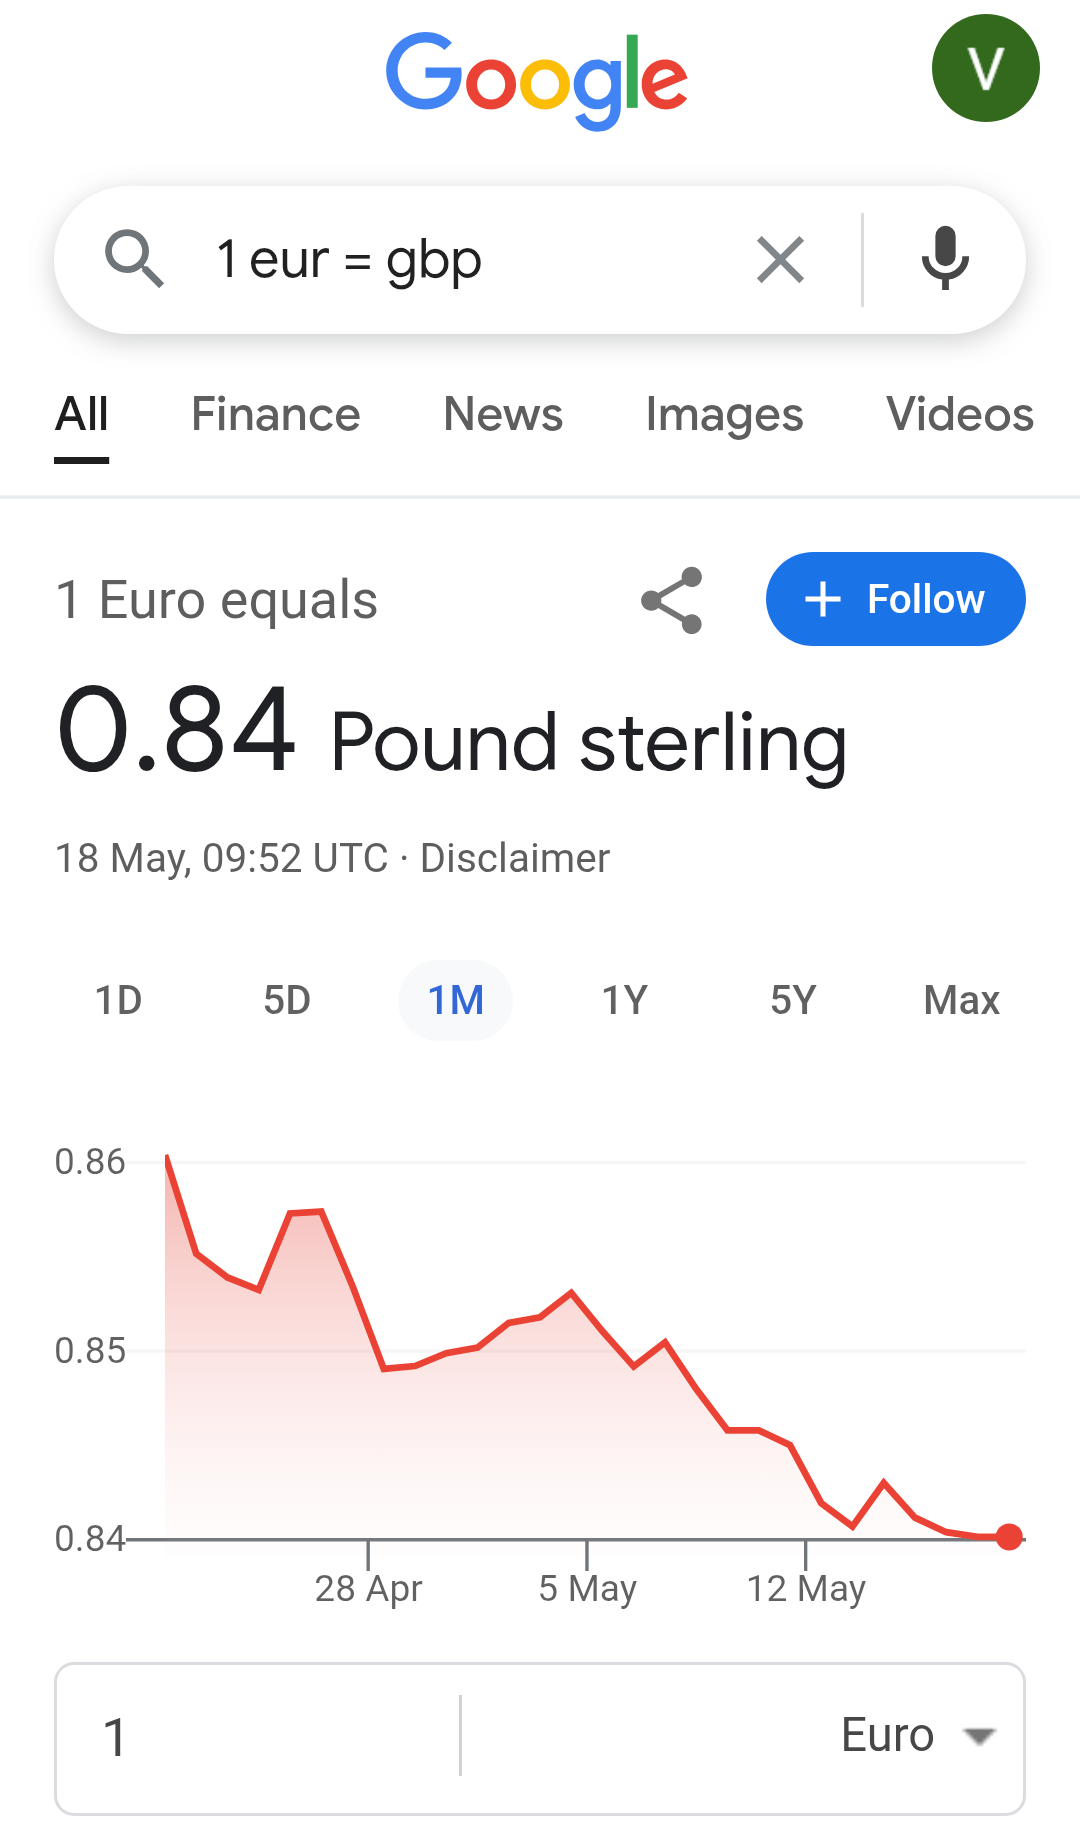 Google
V
1 eur = gbp
All Finance News Images Videos
1 Euro equals
+ Follow
0.84 Pound sterling
18 May, 09:52 UTC · Disclaimer
1D 5D 1M 1Y 5Y Max
0.86
0.85
0.84
28 Apr 5 May 12 May
1 Euro